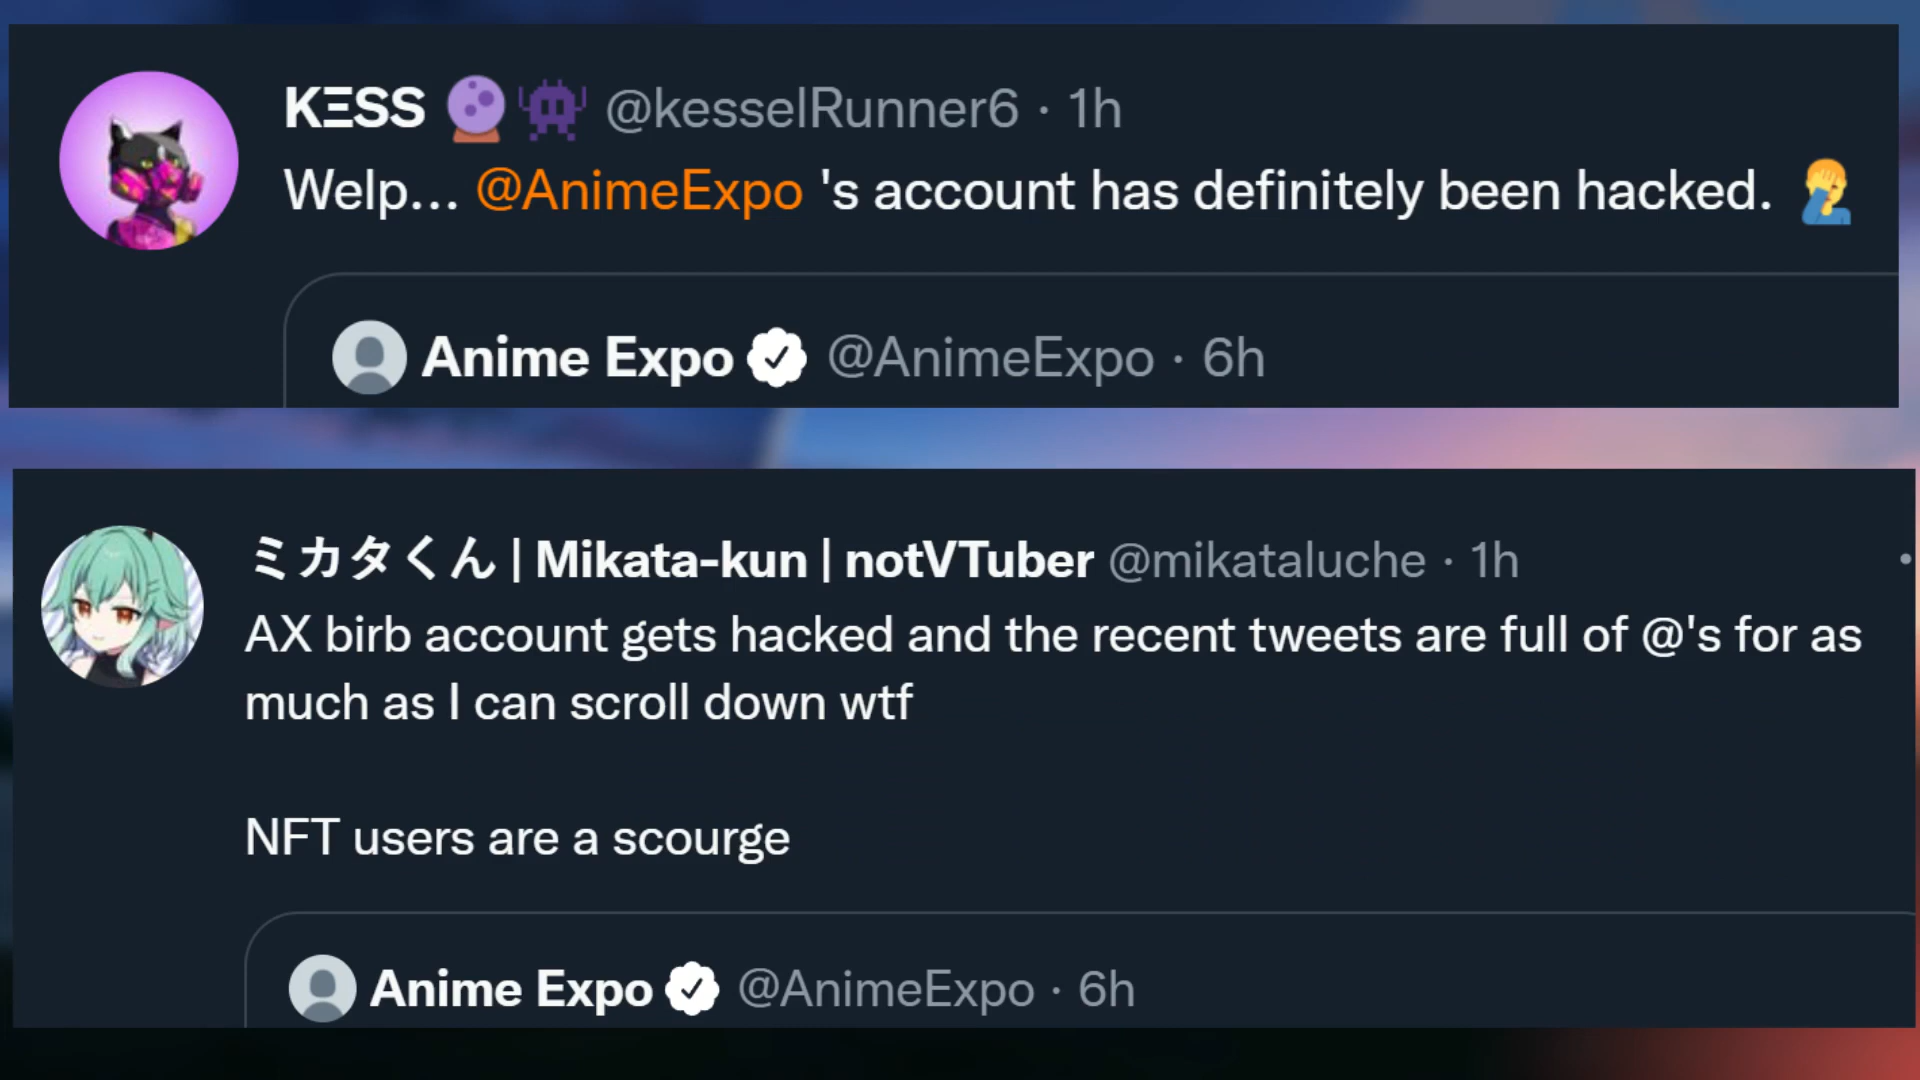 KΞSS 🔮👾 @kesselRunner6 · 1h
Welp... @AnimeExpo 's account has definitely been hacked. 🤦‍♂️
Anime Expo @AnimeExpo · 6h
ミカタくん | Mikata-kun | notVTuber @mikataluche · 1h
AX birb account gets hacked and the recent tweets are full of @'s for as
much as I can scroll down wtf
NFT users are a scourge
Anime Expo @AnimeExpo · 6h